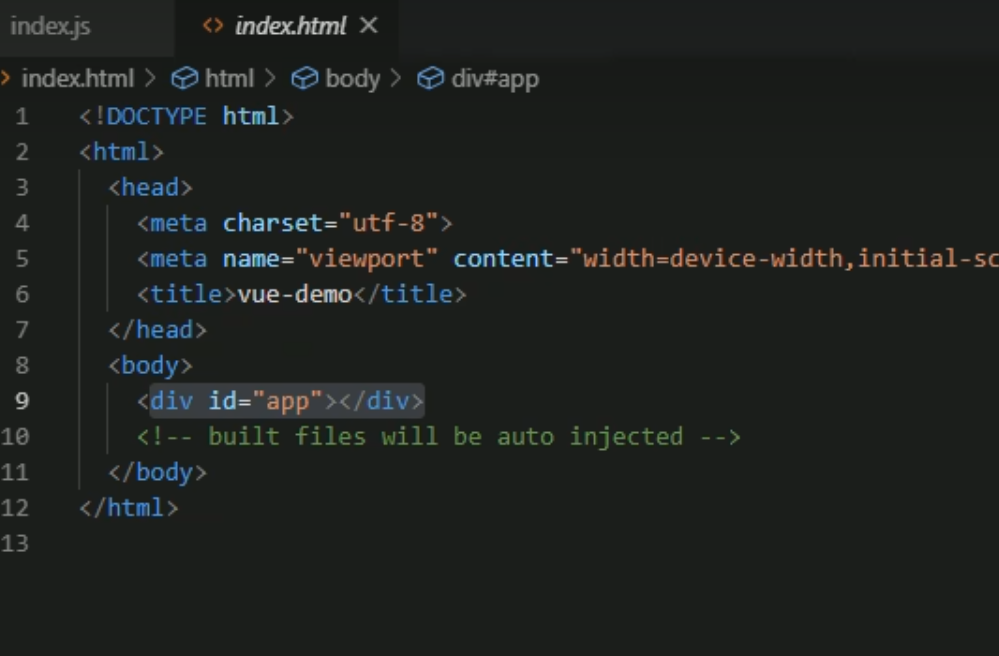 index.js
index.html
index.html > html > body > div#app
1 <!DOCTYPE html>
2 <html>
3 <head>
4 <meta charset="utf-8">
5 <meta name="viewport" content="width=device-width,initial-sc
6 <title>vue-demo</title>
7 </head>
8 <body>
9 <div id="app"></div>
10 <!-- built files will be auto injected -->
11 </body>
12 </html>
13